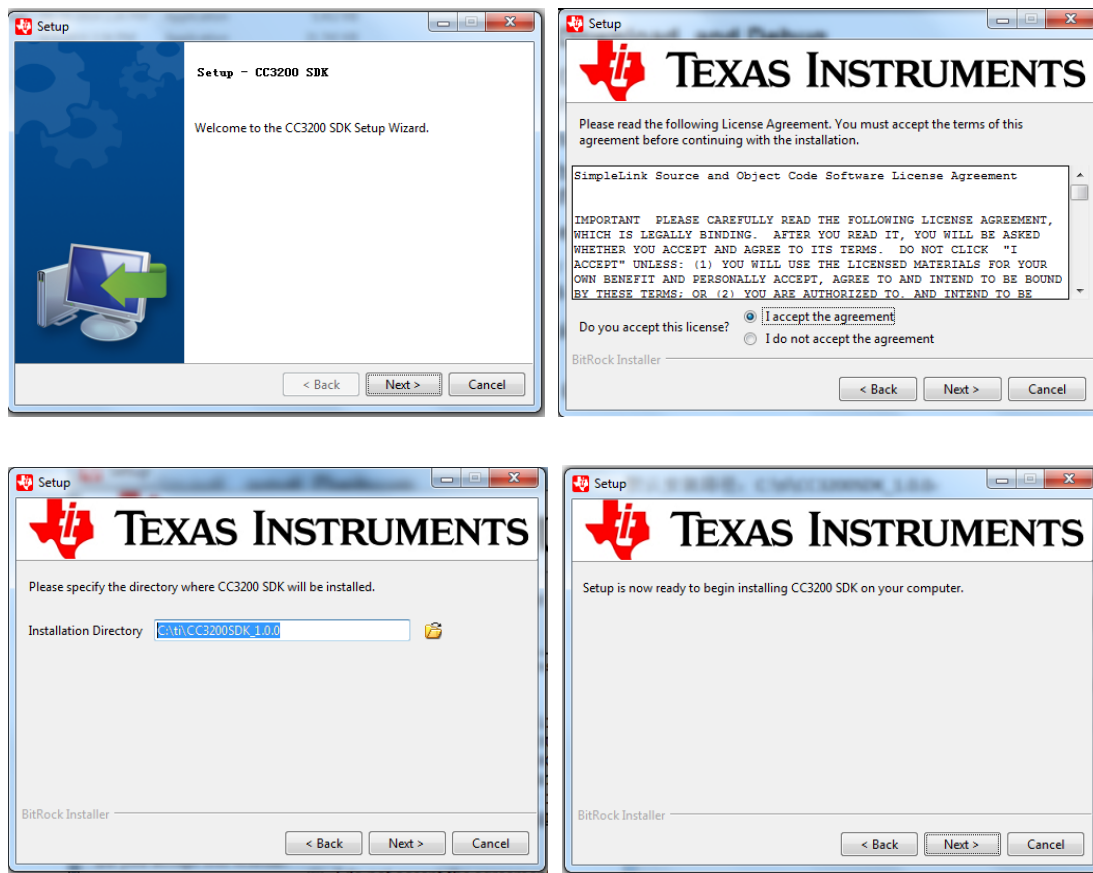 Setup
Setup - CC3200 SDK
Welcome to the CC3200 SDK Setup Wizard.
< Back
Next >
Cancel
Setup
TEXAS INSTRUMENTS
Please read the following License Agreement. You must accept the terms of this
agreement before continuing with the installation.
SimpleLink Source and Object Code Software License Agreement
IMPORTANT PLEASE CAREFULLY READ THE FOLLOWING LICENSE AGREEMENT,
WHICH IS LEGALLY BINDING. AFTER YOU READ IT, YOU WILL BE ASKED
WHETHER YOU ACCEPT AND AGREE TO ITS TERMS. DO NOT CLICK "I
ACCEPT" UNLESS: (1) YOU WILL USE THE LICENSED MATERIALS FOR YOUR
OWN BENEFIT AND PERSONALLY ACCEPT, AGREE TO AND INTEND TO BE BOUND
BY THESE TERMS; OR (2) YOU ARE AUTHORIZED TO, AND INTEND TO BE
Do you accept this license?
I accept the agreement
I do not accept the agreement
BitRock Installer
< Back
Next >
Cancel
Setup
TEXAS INSTRUMENTS
Please specify the directory where CC3200 SDK will be installed.
Installation Directory C:\ti\CC3200SDK_1.0.0
BitRock Installer
< Back
Next >
Cancel
Setup
TEXAS INSTRUMENTS
Setup is now ready to begin installing CC3200 SDK on your computer.
BitRock Installer
< Back
Next >
Cancel